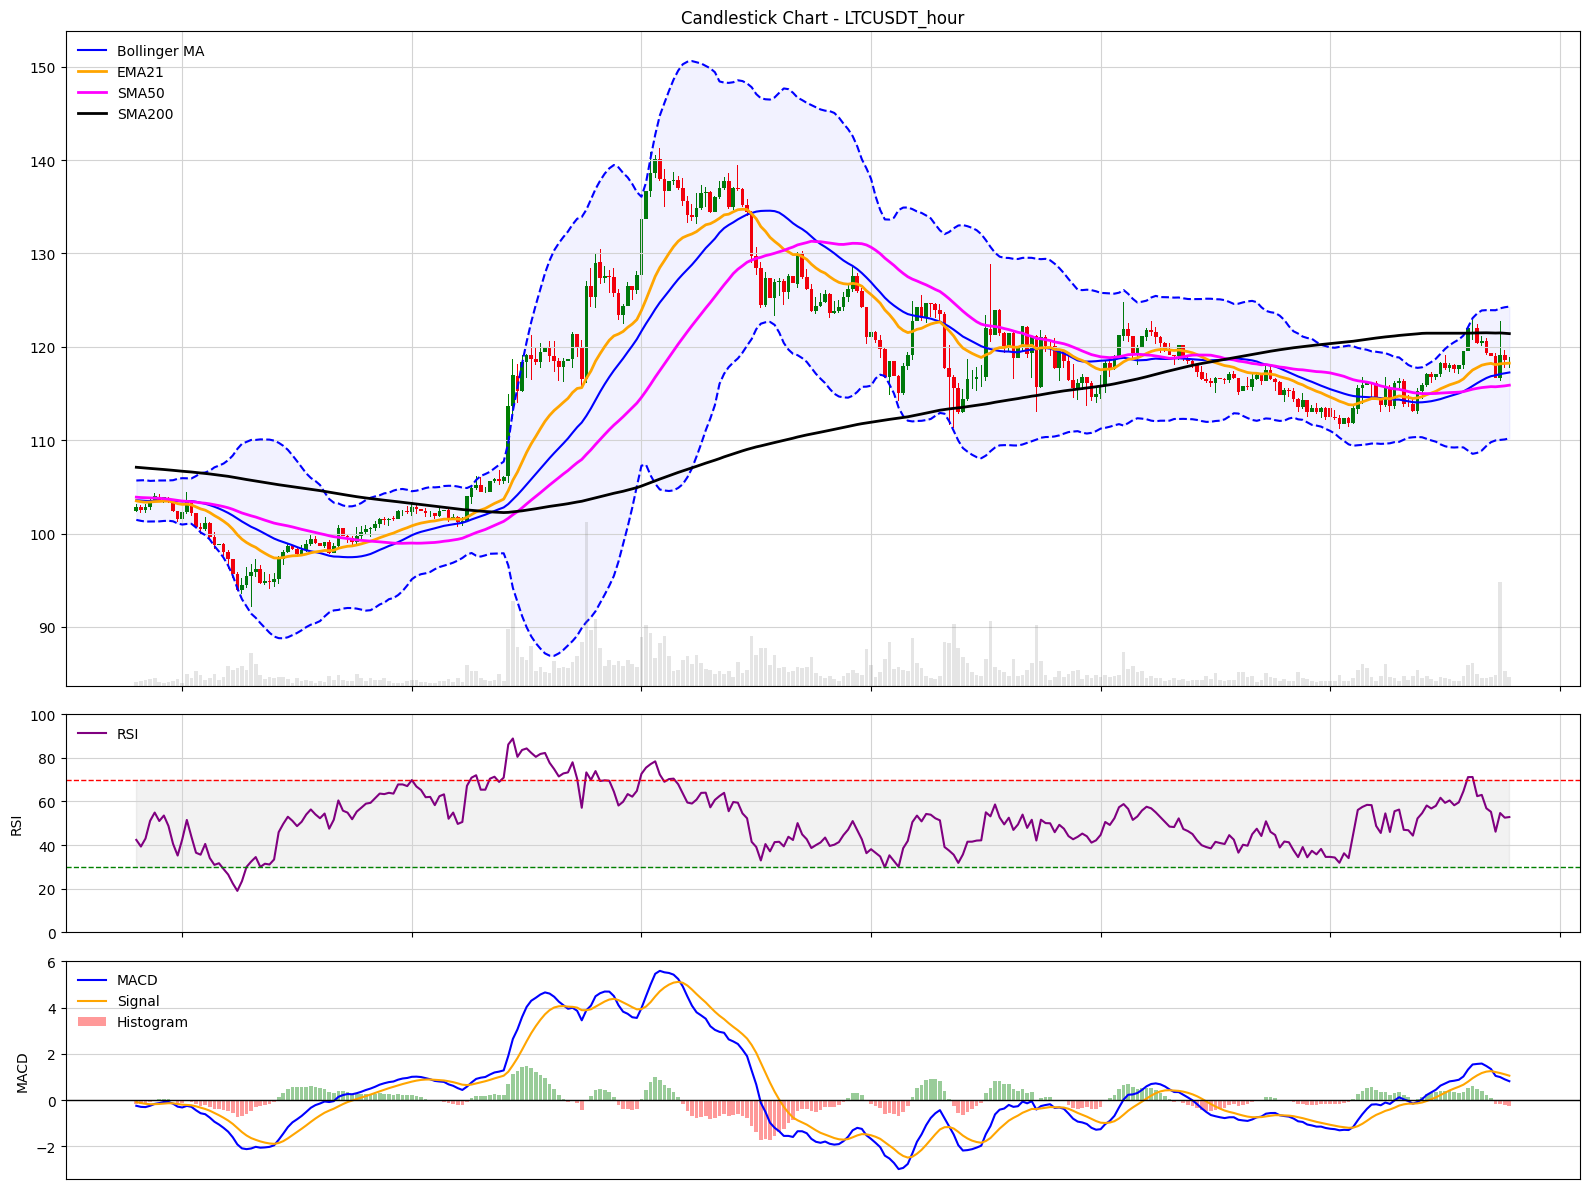 Candlestick Chart - LTCUSDT_hour
Bollinger MA
EMA21
SMA50
SMA200
150
140
130
120
110
100
90
RSI
100
80
60
40
20
0
RSI
MACD
Signal
Histogram
6
4
2
0
−2
MACD